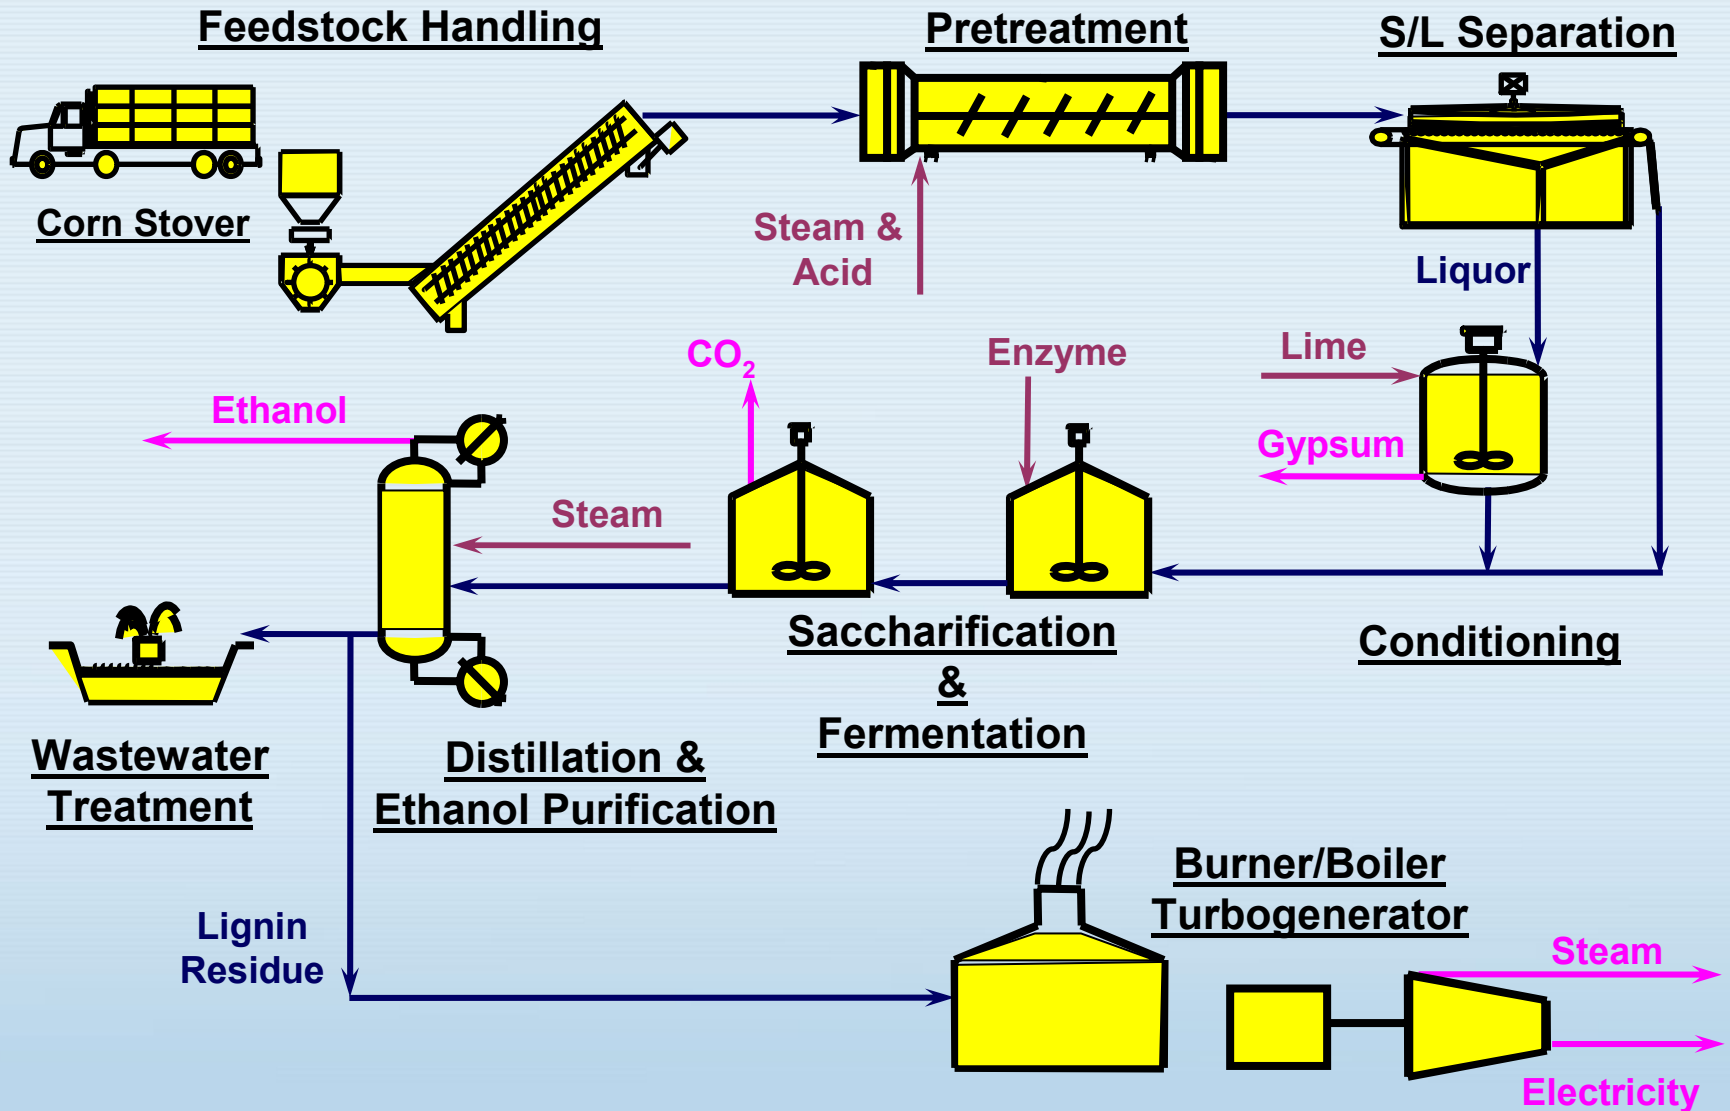 Feedstock Handling
Pretreatment
S/L Separation
Corn Stover
Steam &
Acid
Liquor
CO₂
Enzyme
Lime
Ethanol
Gypsum
Steam
Saccharification
&
Fermentation
Conditioning
Wastewater
Treatment
Distillation &
Ethanol Purification
Burner/Boiler
Turbogenerator
Lignin
Residue
Steam
Electricity